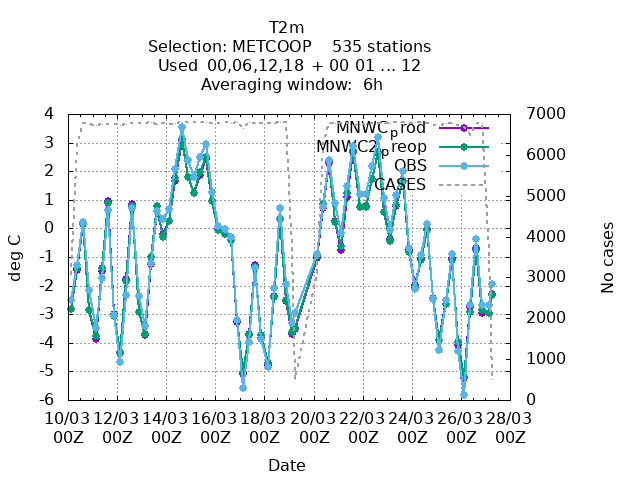 T2m
Selection: METCOOP 535 stations
Used 00,06,12,18 + 00 01 ... 12
Averaging window: 6h
deg C
4
3
2
1
0
-1
-2
-3
-4
-5
-6
MNWC_prod
MNWC2_preop
OBS
CASES
7000
6000
5000
4000
3000
2000
1000
0
No cases
10/03 12/03 14/03 16/03 18/03 20/03 22/03 24/03 26/03 28/03
00Z 00Z 00Z 00Z 00Z 00Z 00Z 00Z 00Z 00Z
Date